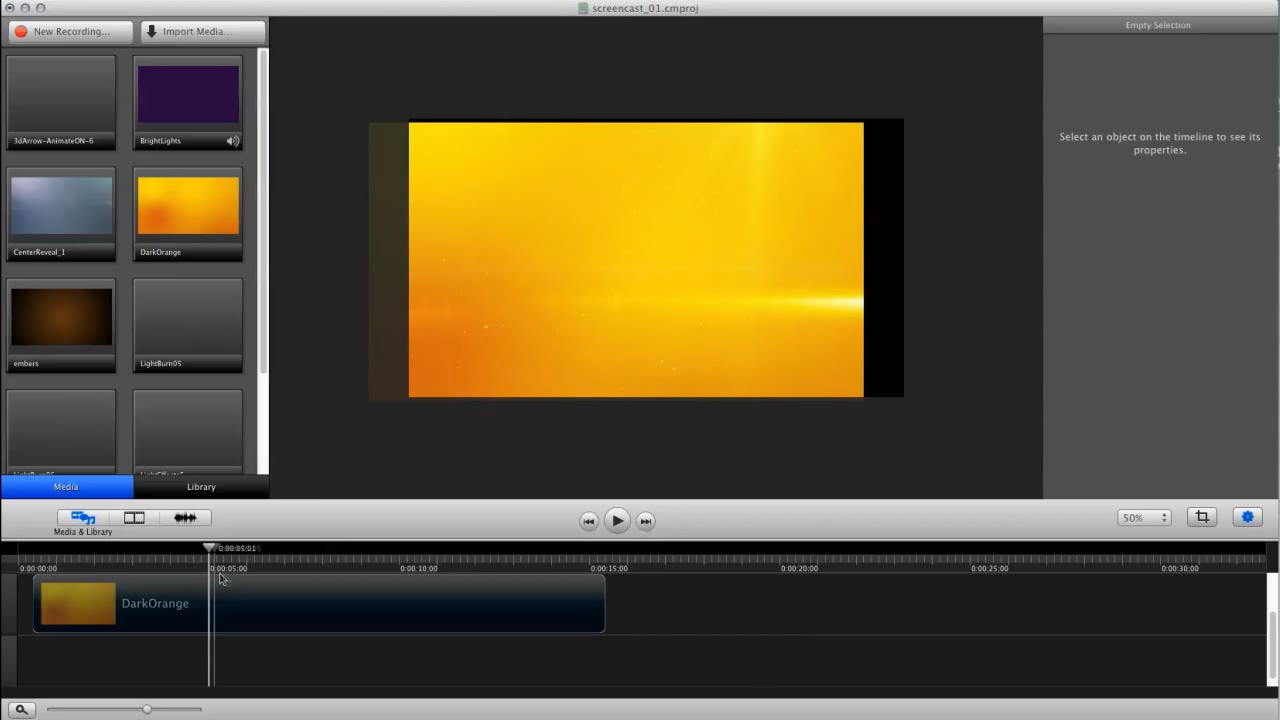 screencast_01.cmproj
New Recording...
Import Media...
Empty Selection
3dArrow-AnimateON-6
BrightLights
Select an object on the timeline to see its
properties.
CenterReveal_1
DarkOrange
embers
LightBurn05
Media
Library
Media & Library
50%
0:00:05;01
0:00:00;00
0:00:05;00
0:00:10;00
0:00:15;00
0:00:20;00
0:00:25;00
0:00:30;00
DarkOrange